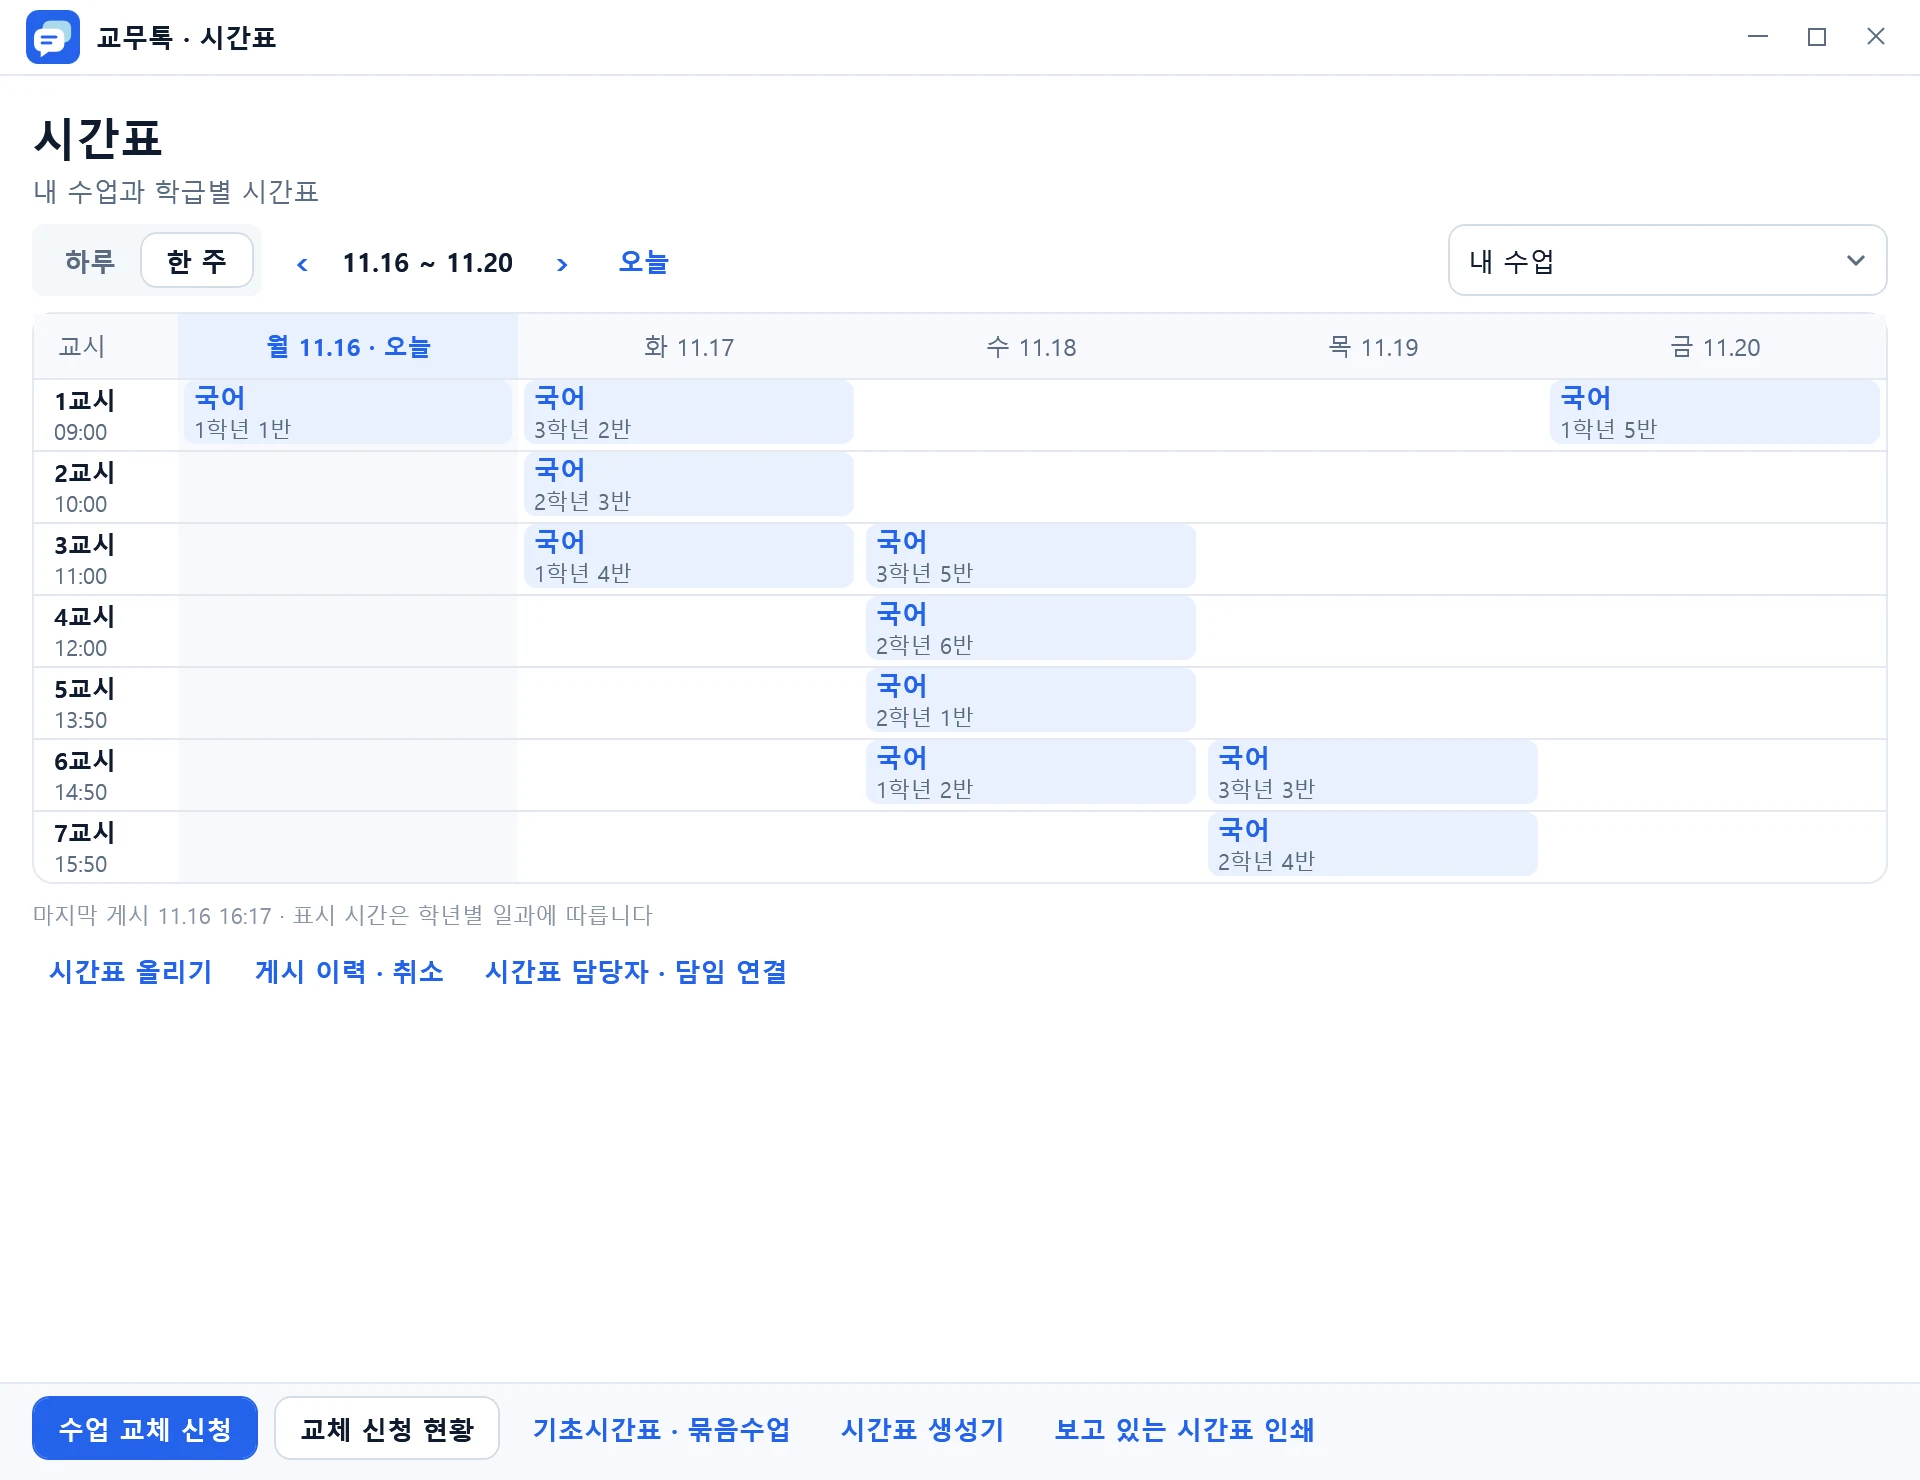 교무톡 · 시간표
시간표
내 수업과 학급별 시간표
하루 한 주 ‹ 11.16 ~ 11.20 › 오늘 내 수업
교시 월 11.16 · 오늘 화 11.17 수 11.18 목 11.19 금 11.20
1교시 국어 국어 국어
09:00 1학년 1반 3학년 2반 1학년 5반
2교시 국어
10:00 2학년 3반
3교시 국어 국어
11:00 1학년 4반 3학년 5반
4교시 국어
12:00 2학년 6반
5교시 국어
13:50 2학년 1반
6교시 국어 국어
14:50 1학년 2반 3학년 3반
7교시 국어
15:50 2학년 4반
마지막 게시 11.16 16:17 · 표시 시간은 학년별 일과에 따릅니다
시간표 올리기 게시 이력 · 취소 시간표 담당자 · 담임 연결
수업 교체 신청 교체 신청 현황 기초시간표 · 묶음수업 시간표 생성기 보고 있는 시간표 인쇄